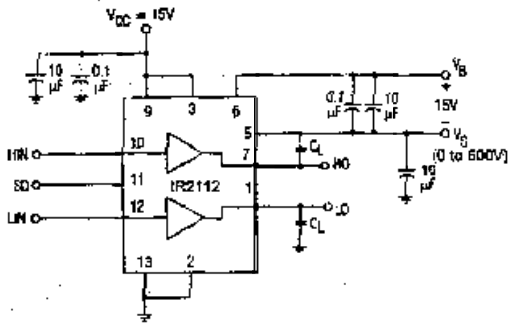 VCC = 15V
10 μF
0.1 μF
9
3
6
0.1 μF
10 μF
VB
+
15V
−
VS
(0 to 600V)
5
CL
7
HO
10 μF
HIN
10
SD
11
IR2112
1
LIN
12
LO
CL
13
2